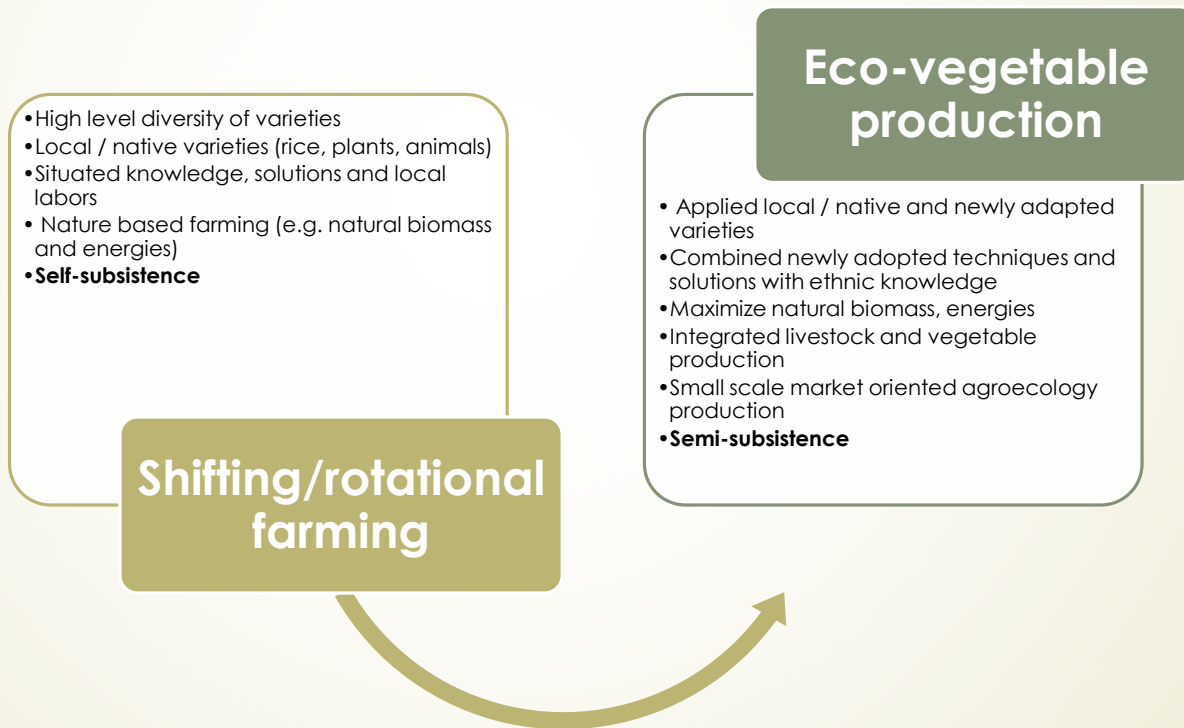 •High level diversity of varieties
•Local / native varieties (rice, plants, animals)
•Situated knowledge, solutions and local
labors
• Nature based farming (e.g. natural biomass
and energies)
•Self-subsistence
Shifting/rotational
farming
Eco-vegetable
production
• Applied local / native and newly adapted
varieties
•Combined newly adopted techniques and
solutions with ethnic knowledge
•Maximize natural biomass, energies
•Integrated livestock and vegetable
production
•Small scale market oriented agroecology
production
•Semi-subsistence